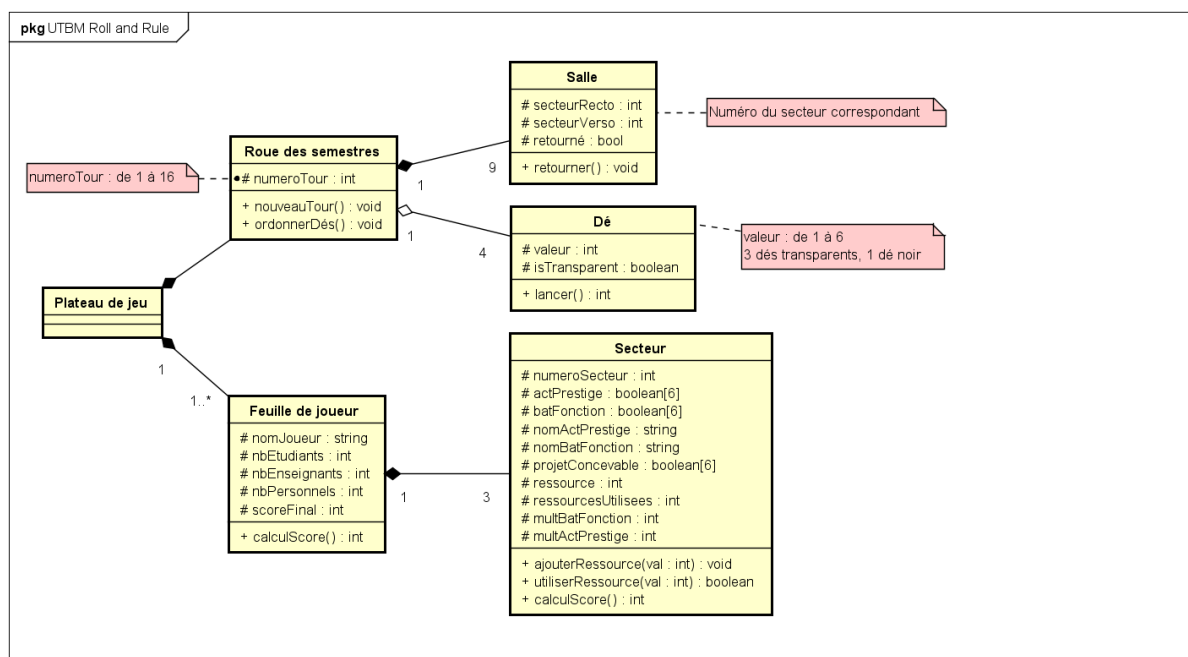 pkg UTBM Roll and Rule
Salle
# secteurRecto : int
# secteurVerso : int
# retourné : bool
+ retourner() : void
Numéro du secteur correspondant
Roue des semestres
# numeroTour : int
+ nouveauTour() : void
+ ordonnerDés() : void
numeroTour : de 1 à 16
1
9
1
4
Dé
# valeur : int
# isTransparent : boolean
+ lancer() : int
valeur : de 1 à 6
3 dés transparents, 1 dé noir
Plateau de jeu
1
1..*
Feuille de joueur
# nomJoueur : string
# nbEtudiants : int
# nbEnseignants : int
# nbPersonnels : int
# scoreFinal : int
+ calculScore() : int
1
3
Secteur
# numeroSecteur : int
# actPrestige : boolean[6]
# batFonction : boolean[6]
# nomActPrestige : string
# nomBatFonction : string
# projetConcevable : boolean[6]
# ressource : int
# ressourcesUtilisees : int
# multBatFonction : int
# multActPrestige : int
+ ajouterRessource(val : int) : void
+ utiliserRessource(val : int) : boolean
+ calculScore() : int